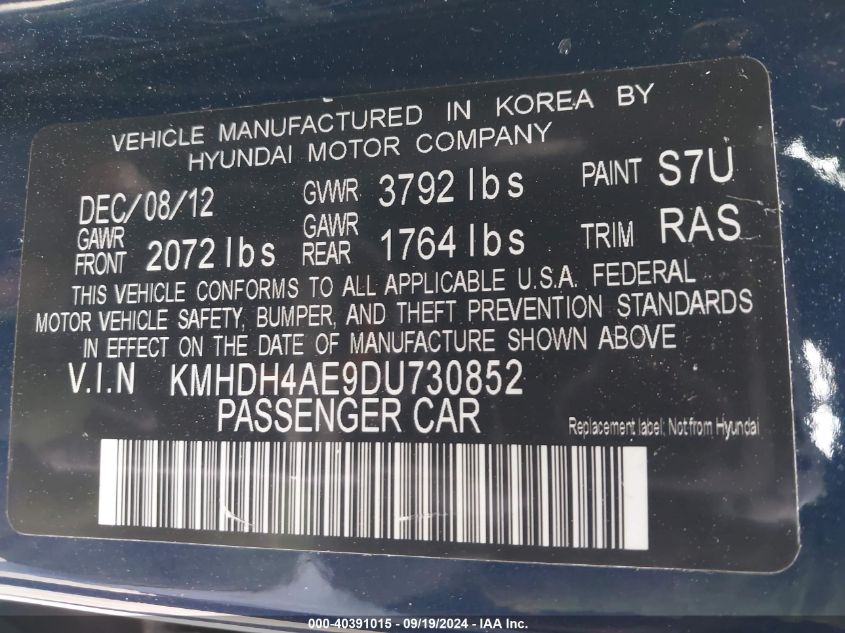 VEHICLE MANUFACTURED IN KOREA BY
HYUNDAI MOTOR COMPANY
DEC/08/12 GVWR 3792 lbs PAINT S7U
GAWR FRONT 2072 lbs GAWR REAR 1764 lbs TRIM RAS
THIS VEHICLE CONFORMS TO ALL APPLICABLE U.S.A. FEDERAL
MOTOR VEHICLE SAFETY, BUMPER, AND THEFT PREVENTION STANDARDS
IN EFFECT ON THE DATE OF MANUFACTURE SHOWN ABOVE
V.I.N KMHDH4AE9DU730852
PASSENGER CAR
Replacement label: Not from Hyundai
000-40391015 - 09/19/2024 - IAA Inc.